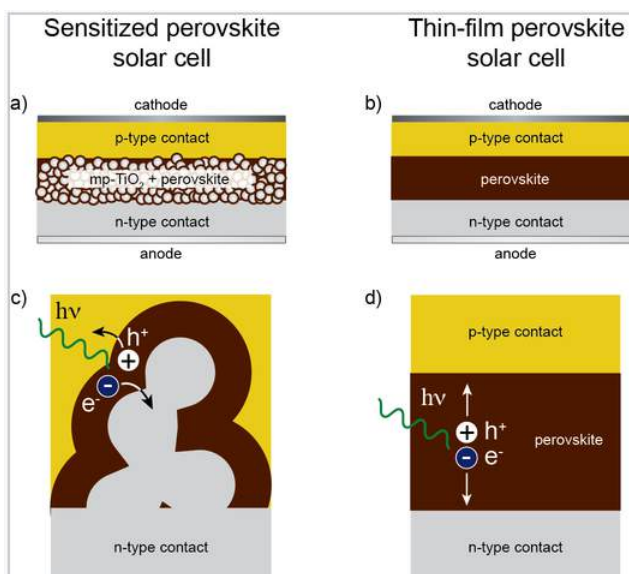 Sensitized perovskite
solar cell
Thin-film perovskite
solar cell
a)
cathode
p-type contact
mp-TiO₂ + perovskite
n-type contact
anode
b)
cathode
p-type contact
perovskite
n-type contact
anode
c)
hν
h⁺
+
-
e⁻
n-type contact
d)
p-type contact
hν
+ h⁺
- e⁻
perovskite
n-type contact